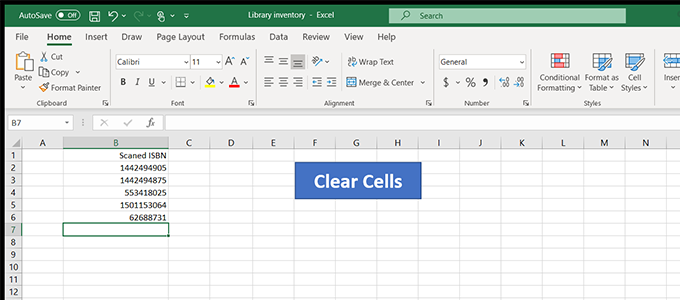 AutoSave Off Library inventory - Excel Search
File Home Insert Draw Page Layout Formulas Data Review View Help
Paste Cut Copy Format Painter
Calibri 11
B I U A A A
Wrap Text
Merge & Center
General
$ % 9
Conditional Formatting
Format as Table
Cell Styles
Inser
Clipboard Font Alignment Number Styles
B7 fx
A B C D E F G H I J K L M N
1 Scaned ISBN
2 1442494905
3 1442494875
4 553418025
5 1501153064
6 62688731
7
8
9
10
11
12
Clear Cells